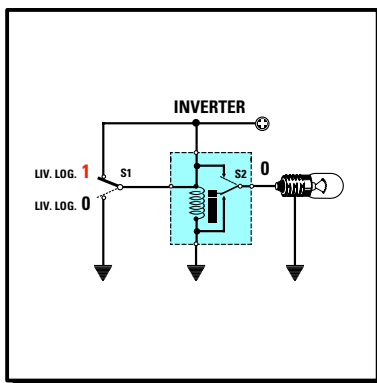 INVERTER
LIV. LOG. 1
S1
S2
0
LIV. LOG. 0